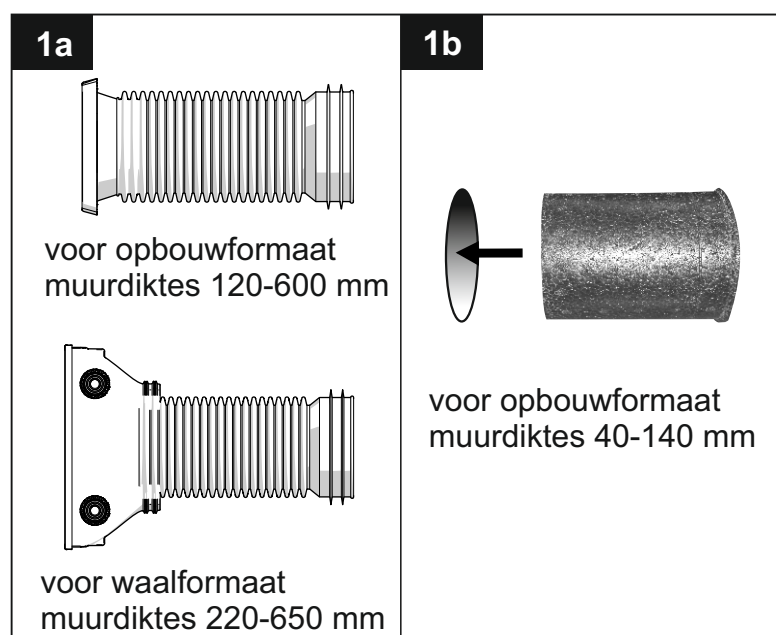 1a
voor opbouwformaat
muurdiktes 120-600 mm
voor waalformaat
muurdiktes 220-650 mm
1b
voor opbouwformaat
muurdiktes 40-140 mm